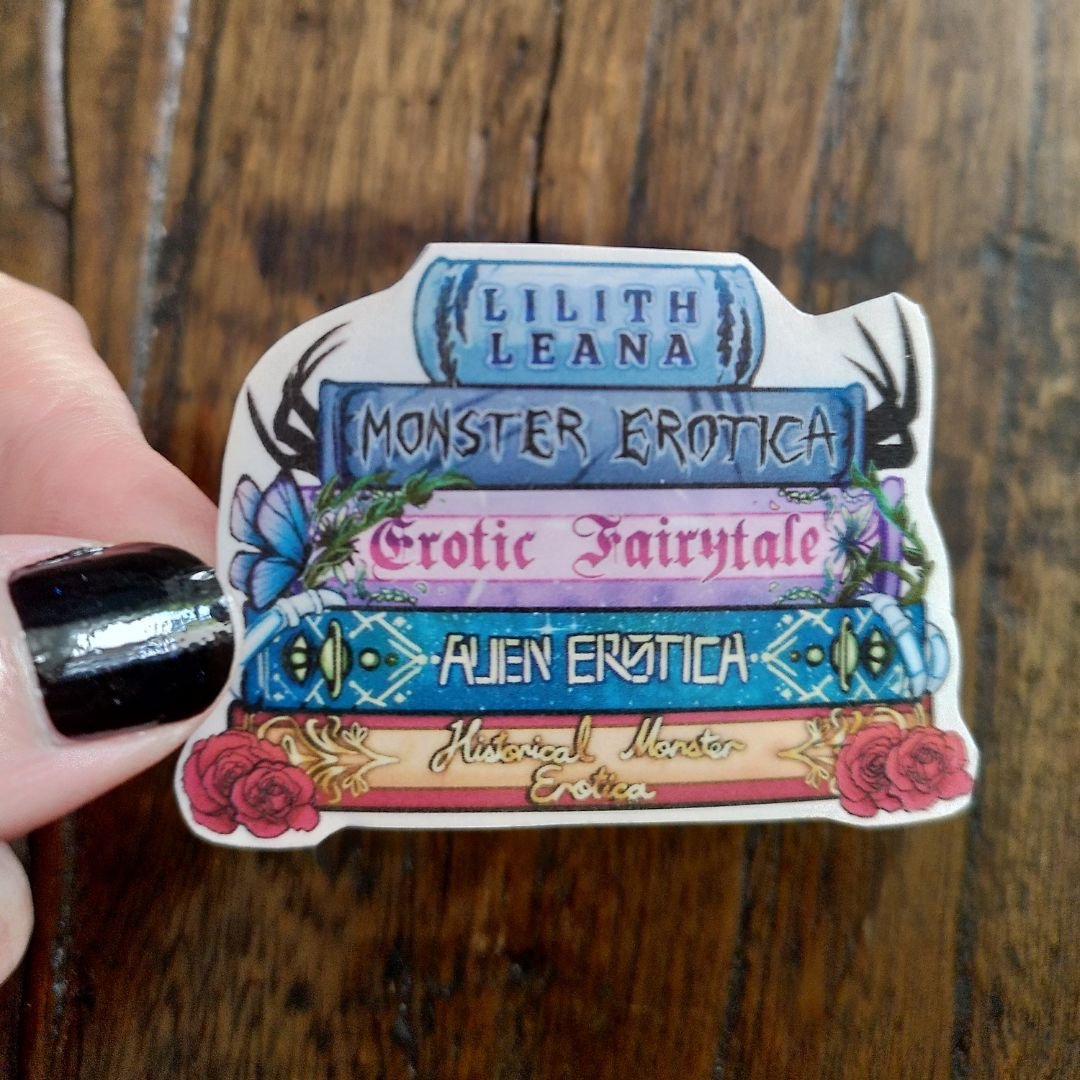 LILITH
LEANA
MONSTER EROTICA
Erotic Fairytale
ALIEN EROTICA
Historical Monster
Erotica